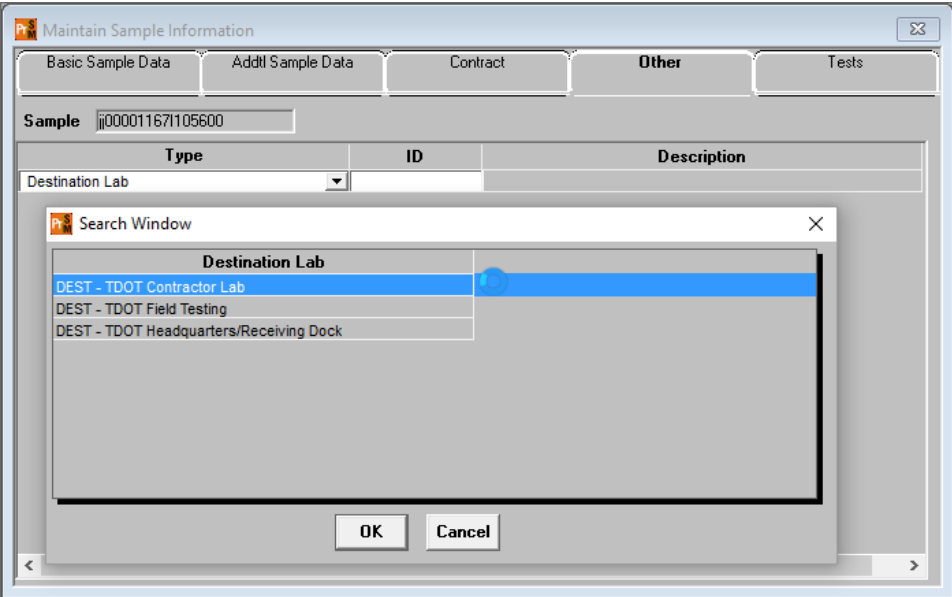 Maintain Sample Information
Basic Sample Data Addtl Sample Data Contract Other Tests
Sample jj00001167I105600
Type ID Description
Destination Lab
Search Window
Destination Lab
DEST - TDOT Contractor Lab
DEST - TDOT Field Testing
DEST - TDOT Headquarters/Receiving Dock
OK Cancel